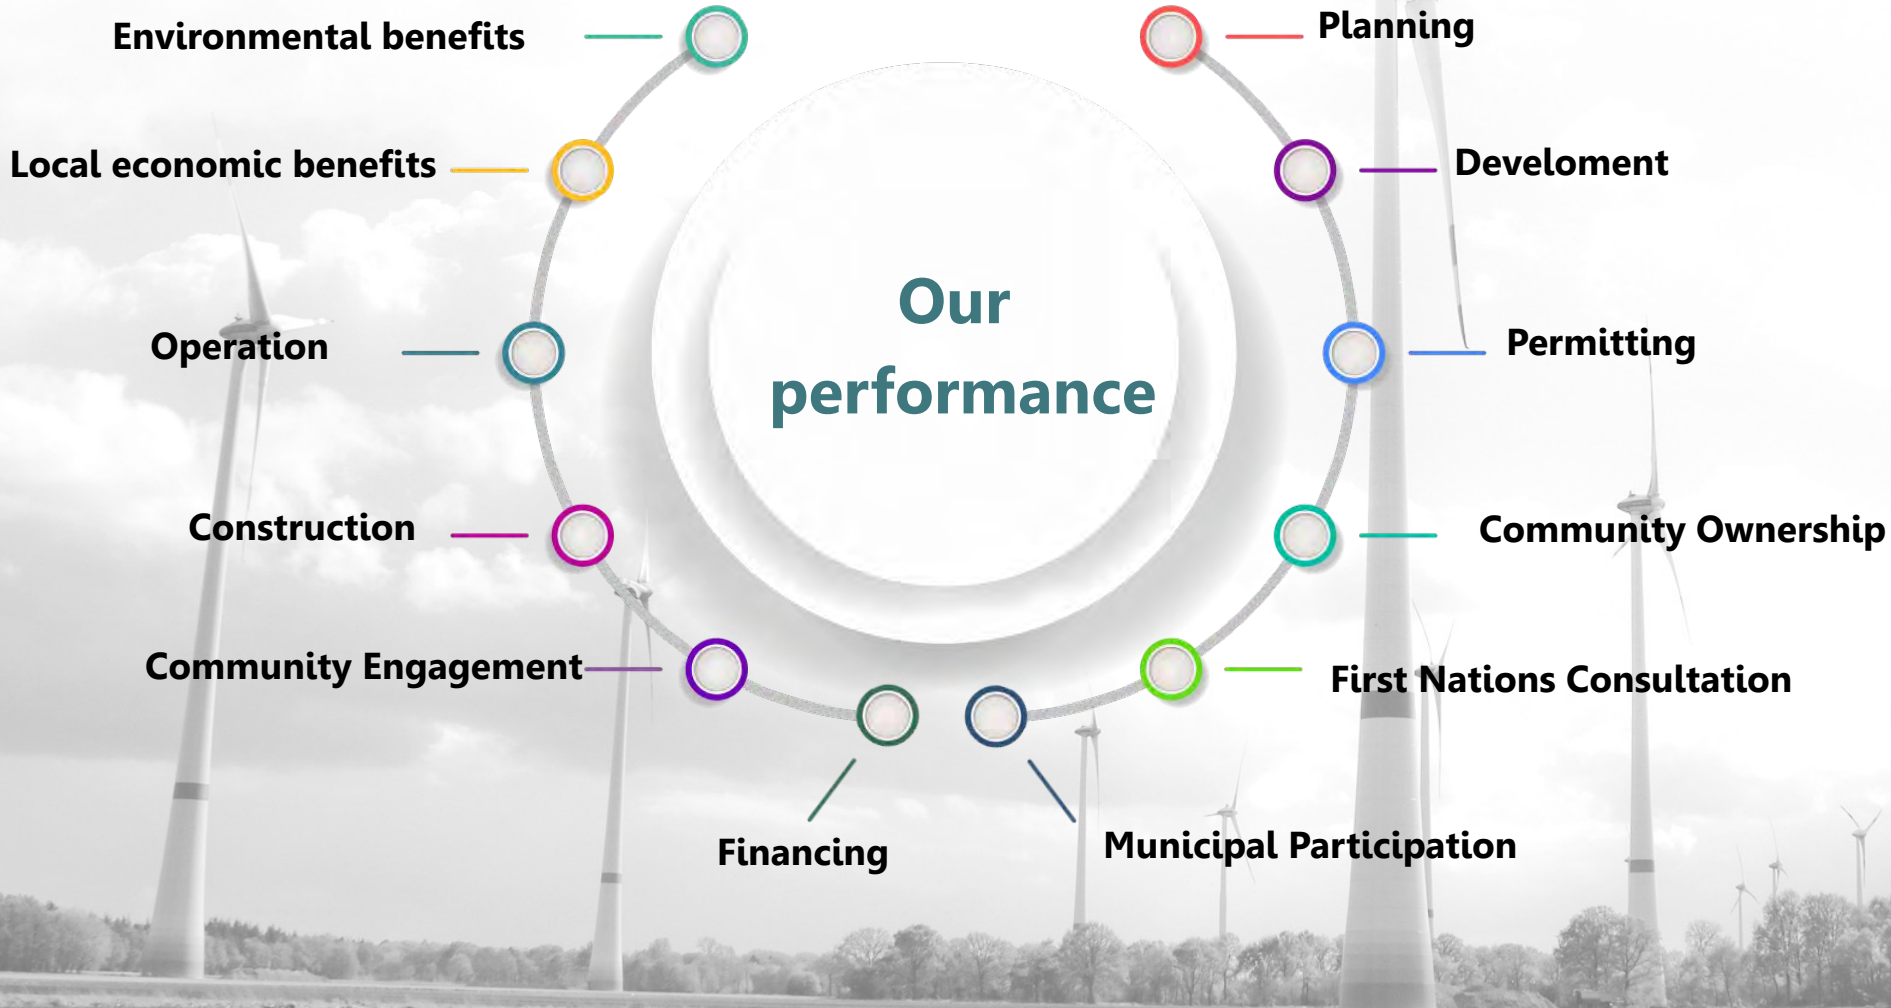 Environmental benefits
Planning
Local economic benefits
Develoment
Our
performance
Operation
Permitting
Construction
Community Ownership
Community Engagement
First Nations Consultation
Financing
Municipal Participation